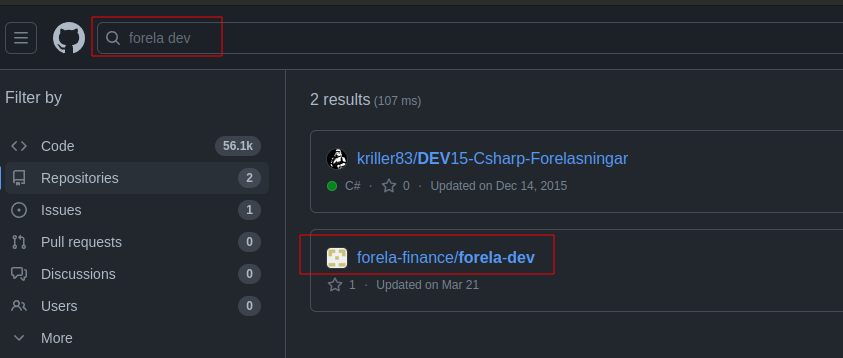 forela dev
Filter by
Code 56.1k
Repositories 2
Issues 1
Pull requests 0
Discussions 0
Users 0
More
2 results (107 ms)
kriller83/DEV15-Csharp-Forelasningar
C# · 0 · Updated on Dec 14, 2015
forela-finance/forela-dev
1 · Updated on Mar 21